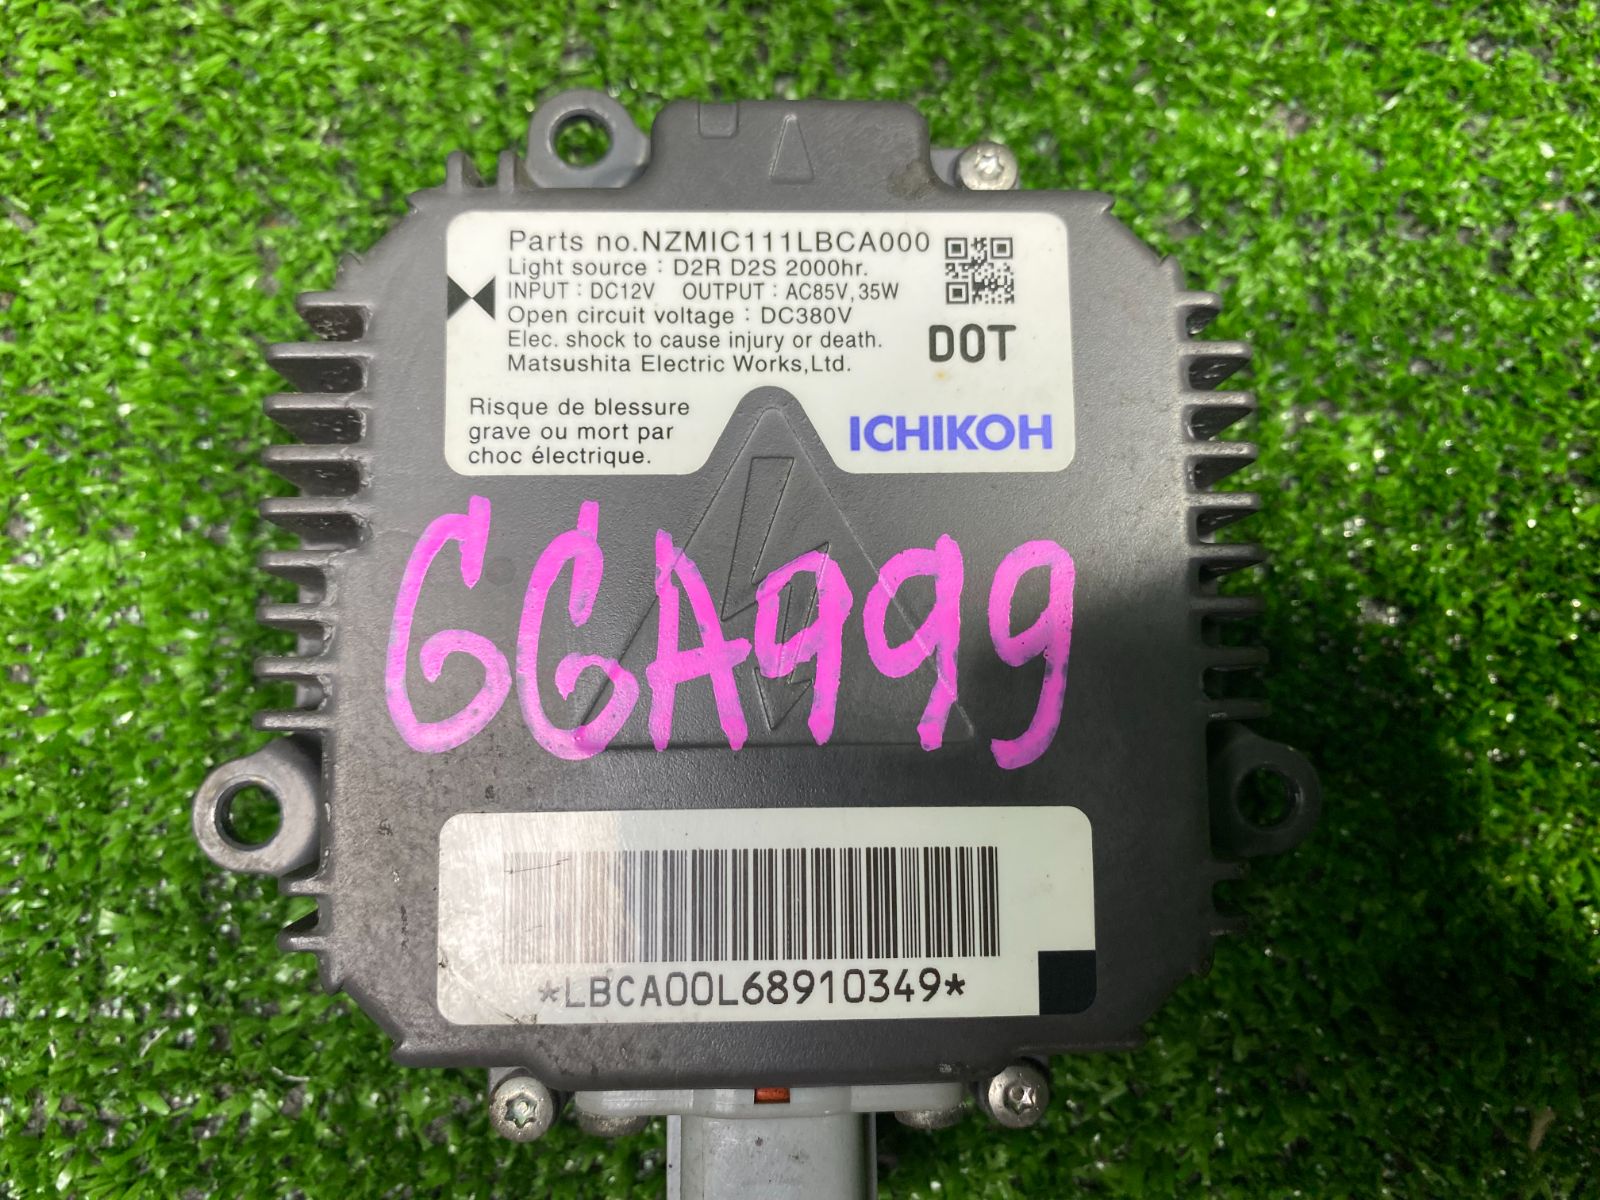 Parts no.NZMIC111LBCA000
Light source : D2R D2S 2000hr.
INPUT : DC12V OUTPUT : AC85V, 35W
Open circuit voltage : DC380V
Elec. shock to cause injury or death.
Matsushita Electric Works,Ltd.
DOT
Risque de blessure
grave ou mort par
choc électrique.
ICHIKOH
GGA999
*LBCA00L68910349*